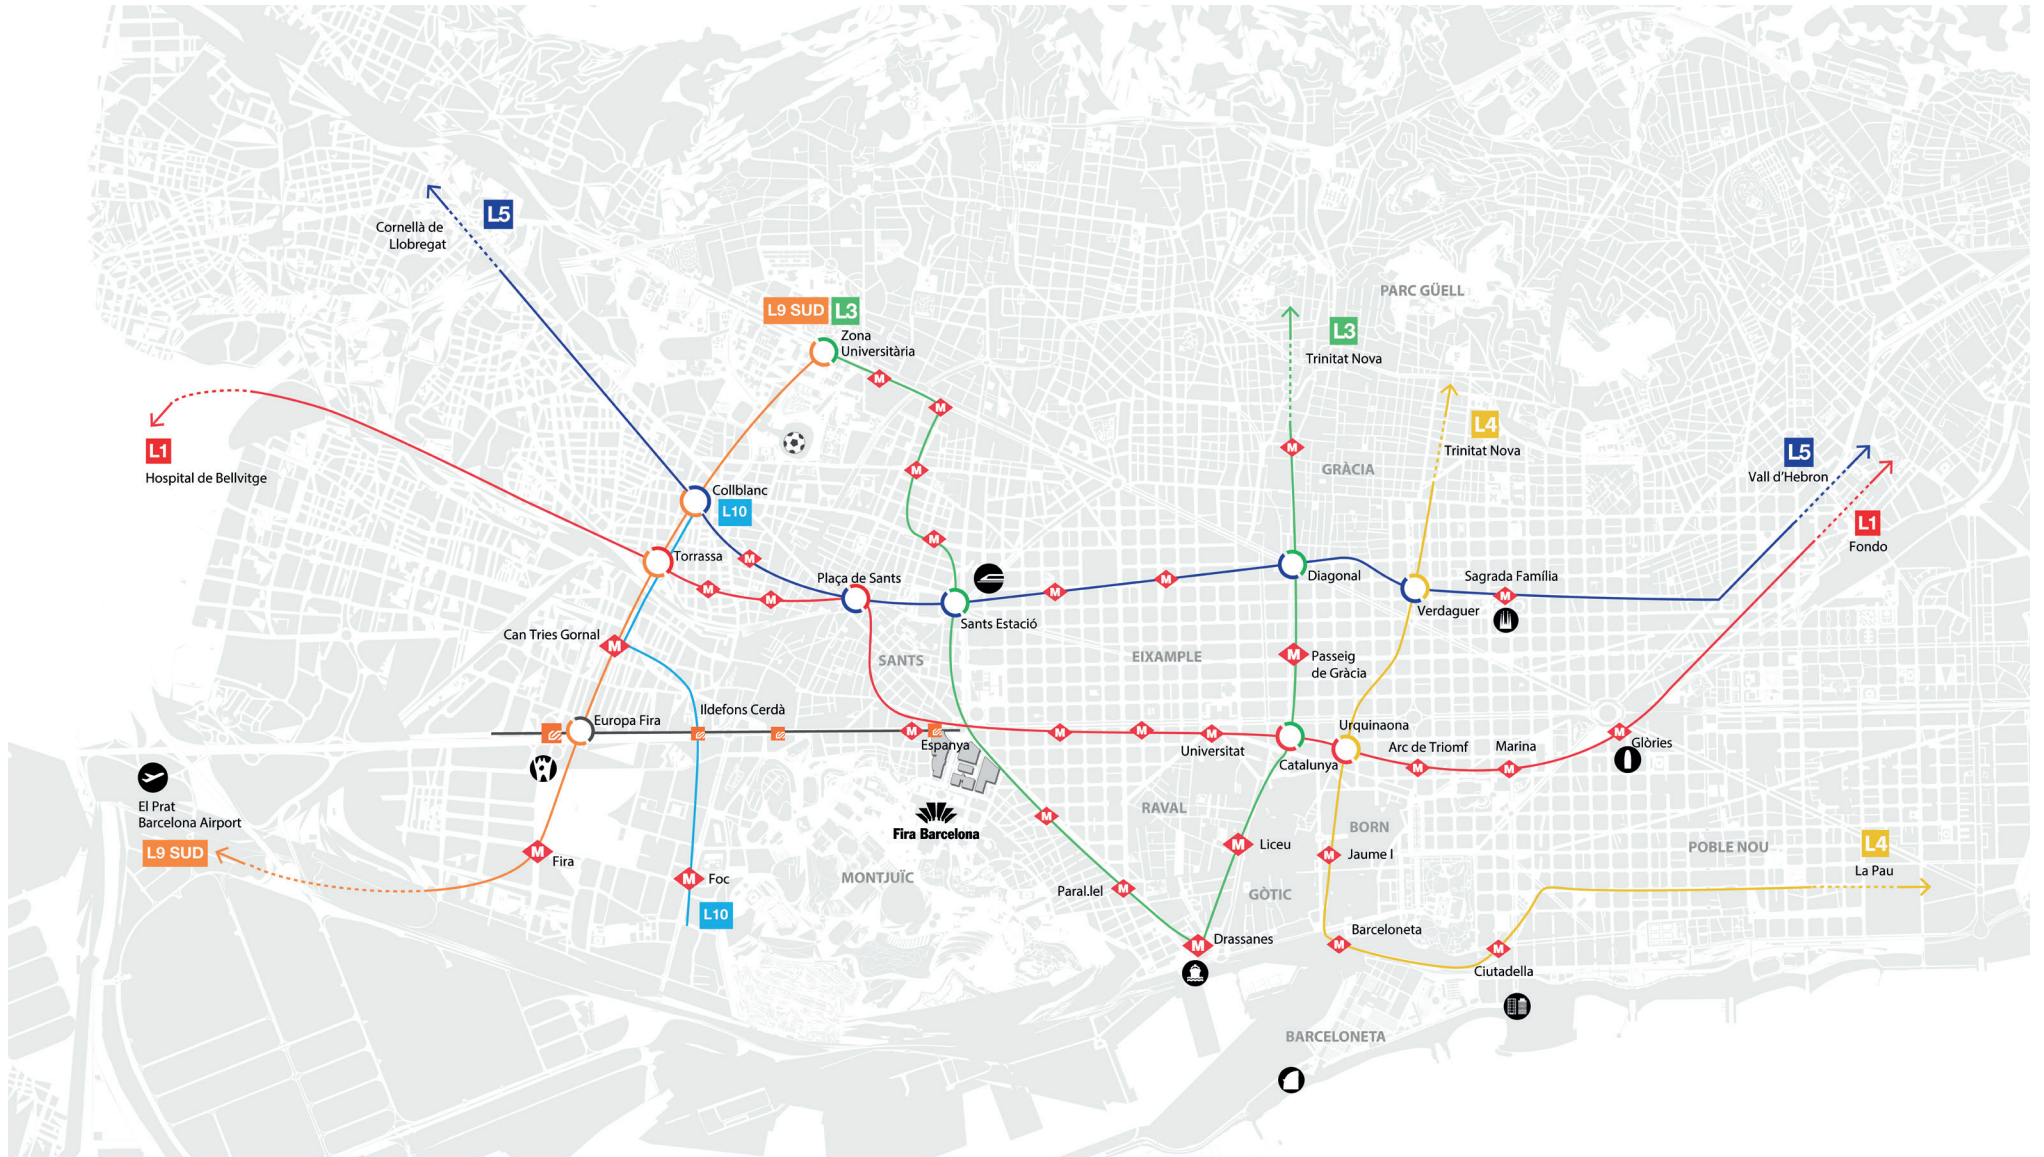 L5
Cornellà de
Llobregat
L9 SUD
L3
Zona
Universitària
PARC GÜELL
L3
Trinitat Nova
L4
Trinitat Nova
L1
Hospital de Bellvitge
GRÀCIA
L5
Vall d'Hebron
Collblanc
L10
L1
Fondo
Torrassa
M
M
M
M
M
M
M
Plaça de Sants
M
M
Diagonal
Sagrada Família
M
M
M
Verdaguer
Sants Estació
Can Tries Gornal
M
SANTS
EIXAMPLE
M
Passeig
de Gràcia
Ildefons Cerdà
Europa Fira
M
Espanya
M
M
M
Universitat
Urquinaona
Catalunya
Arc de Triomf
M
Marina
M
M
Glòries
El Prat
Barcelona Airport
L9 SUD
Fira Barcelona
M
RAVAL
BORN
M
Liceu
M
Jaume I
POBLE NOU
L4
La Pau
M
Fira
M
Foc
L10
MONTJUÏC
Paral.lel
M
GÒTIC
M
Drassanes
M
Barceloneta
M
Ciutadella
BARCELONETA